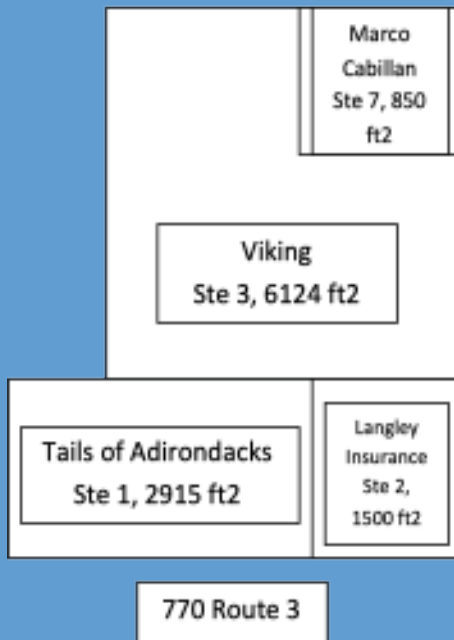 Marco
Cabillan
Ste 7, 850
ft2
Viking
Ste 3, 6124 ft2
Tails of Adirondacks
Ste 1, 2915 ft2
Langley
Insurance
Ste 2,
1500 ft2
770 Route 3